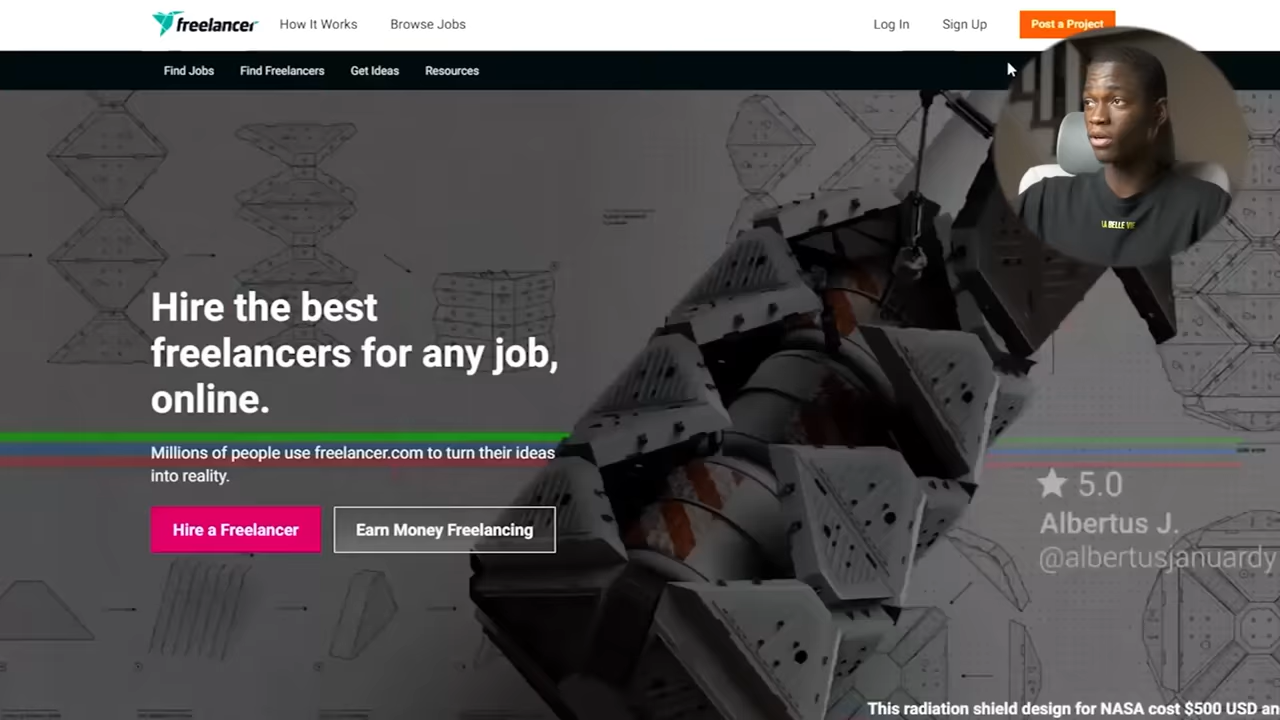 freelancer How It Works Browse Jobs Log In Sign Up Post a Project
Find Jobs Find Freelancers Get Ideas Resources
LA BELLE VIE
Hire the best
freelancers for any job,
online.
Millions of people use freelancer.com to turn their ideas
into reality.
Hire a Freelancer Earn Money Freelancing
5.0
Albertus J.
@albertusjanuardy
This radiation shield design for NASA cost $500 USD an